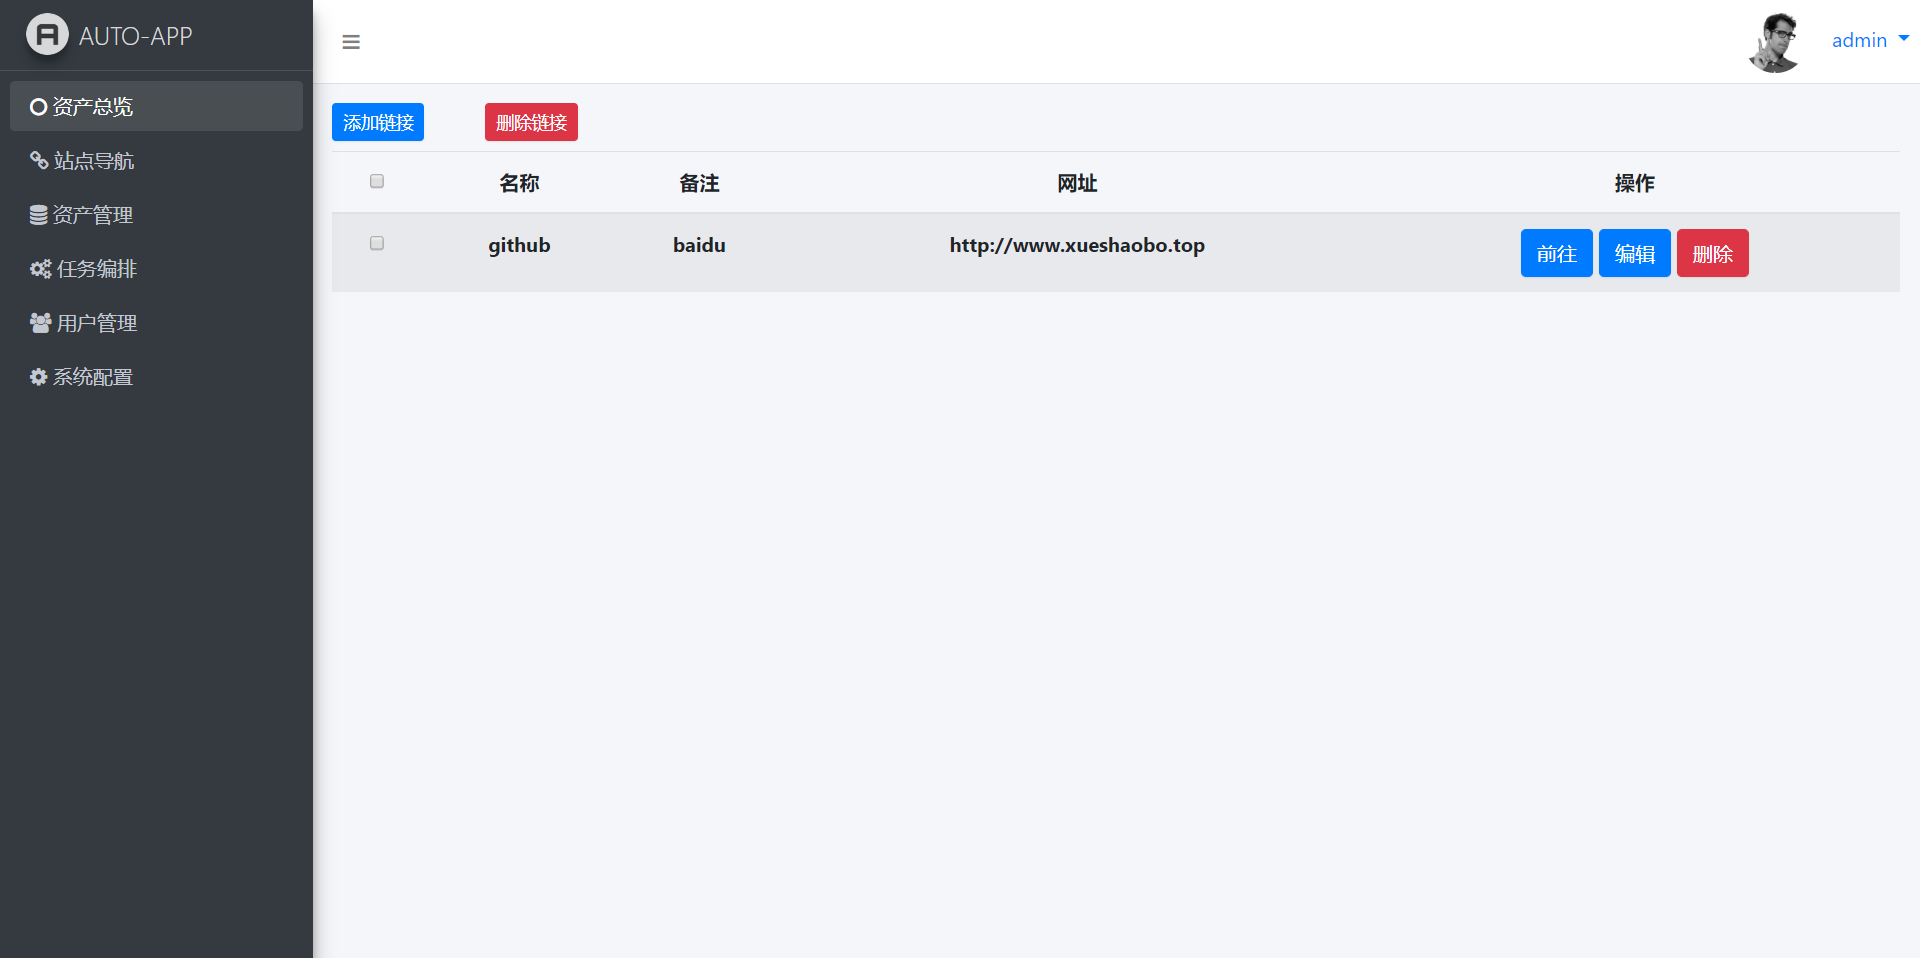 AUTO-APP
admin
资产总览
站点导航
资产管理
任务编排
用户管理
系统配置
添加链接 删除链接
名称 备注 网址 操作
github baidu http://www.xueshaobo.top 前往 编辑 删除